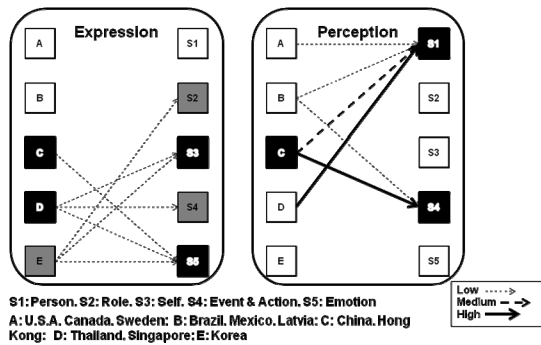 Expression Perception
A S1 A S1
B S2 B S2
C S3 C S3
D S4 D S4
E S5 E S5
S1: Person. S2: Role. S3: Self. S4: Event & Action. S5: Emotion
A: U.S.A. Canada. Sweden: B: Brazil. Mexico. Latvia: C: China. Hong
Kong: D: Thailand. Singapore: E: Korea
Low
Medium
High